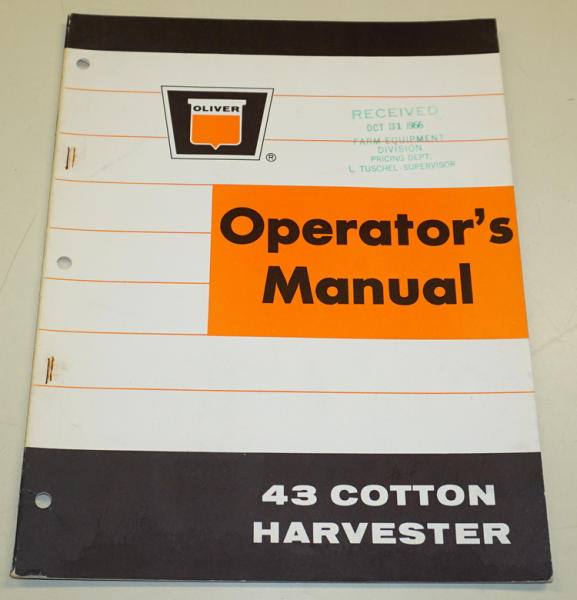 OLIVER
®
RECEIVED
OCT 31 1966
FARM EQUIPMENT
DIVISION
PRICING DEPT.
L. TUSCHEL-SUPERVISOR
Operator's
Manual
43 COTTON
HARVESTER